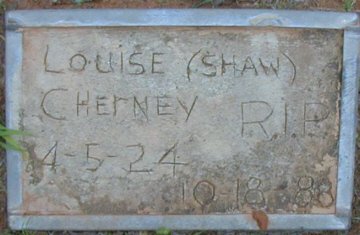 Louise (SHAW)
Cherney R.I.P
4-5-24
10 18 88